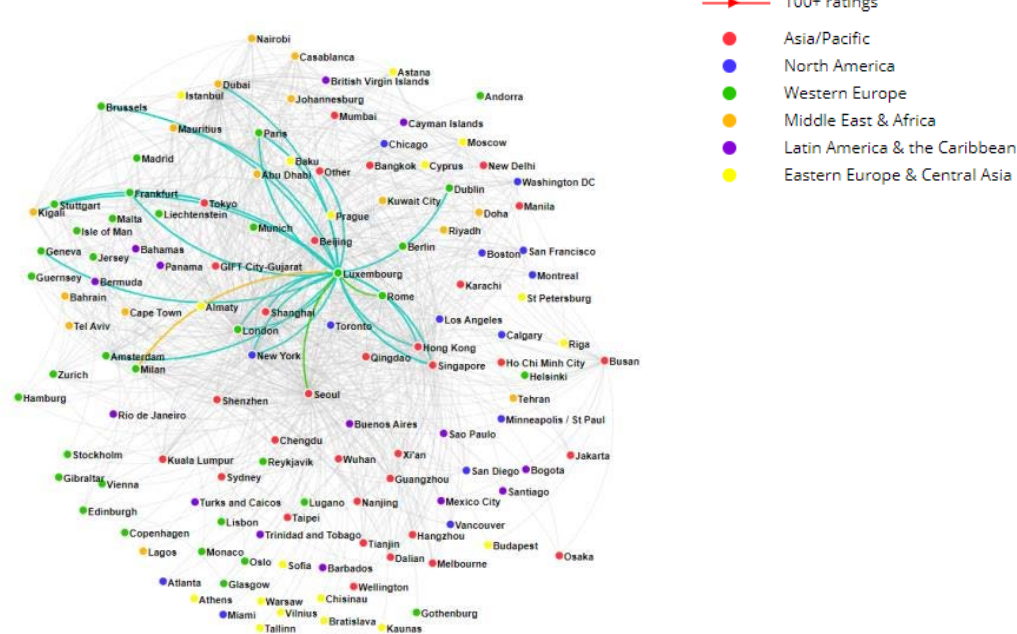 100+ ratings
Asia/Pacific
North America
Western Europe
Middle East & Africa
Latin America & the Caribbean
Eastern Europe & Central Asia
Nairobi
Casablanca
Astana
Dubai
British Virgin Islands
Istanbul
Johannesburg
Andorra
Brussels
Mumbai
Cayman Islands
Mauritius
Paris
Chicago
Moscow
Madrid
Baku
Other
Bangkok
Cyprus
New Delhi
Abu Dhabi
Washington DC
Dublin
Frankfurt
Kuwait City
Manila
Stuttgart
Tokyo
Kigali
Liechtenstein
Prague
Doha
Malta
Isle of Man
Munich
Riyadh
Beijing
Berlin
Geneva
Bahamas
Boston
San Francisco
Jersey
Panama
GIFT City-Gujarat
Luxembourg
Montreal
Guernsey
Bermuda
Karachi
Bahrain
Rome
St Petersburg
Almaty
Cape Town
Shanghai
Tel Aviv
Toronto
Los Angeles
London
Calgary
Riga
Hong Kong
Amsterdam
New York
Qingdao
Busan
Milan
Singapore
Ho Chi Minh City
Zurich
Helsinki
Hamburg
Shenzhen
Seoul
Tehran
Rio de Janeiro
Minneapolis / St Paul
Buenos Aires
Sao Paulo
Chengdu
Stockholm
Kuala Lumpur
Reykjavik
Wuhan
Xi'an
Jakarta
San Diego
Bogota
Gibraltar
Vienna
Sydney
Guangzhou
Santiago
Turks and Caicos
Lugano
Nanjing
Mexico City
Edinburgh
Lisbon
Taipei
Vancouver
Copenhagen
Trinidad and Tobago
Hangzhou
Tianjin
Budapest
Lagos
Monaco
Oslo
Sofia
Barbados
Dalian
Melbourne
Osaka
Atlanta
Glasgow
Wellington
Athens
Warsaw
Chisinau
Miami
Vilnius
Gothenburg
Tallinn
Bratislava
Kaunas